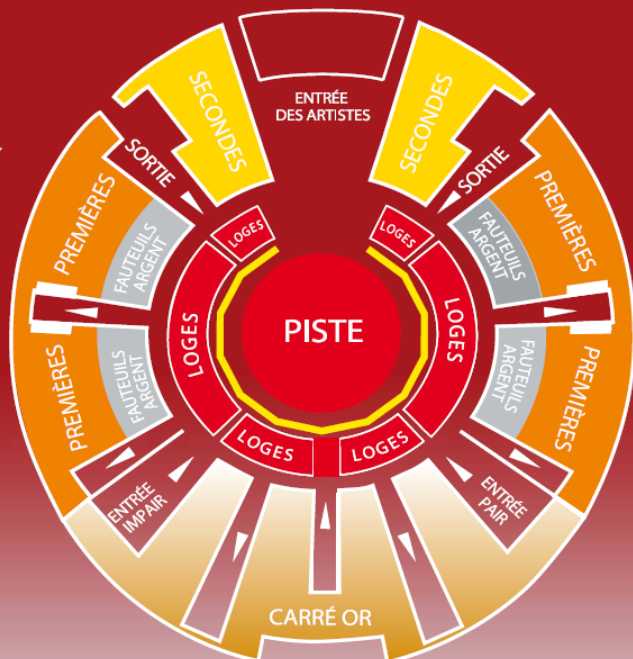 ENTRÉE
DES ARTISTES
SECONDES
SECONDES
SORTIE
SORTIE
PREMIÈRES
FAUTEUILS
ARGENT
LOGES
LOGES
FAUTEUILS
ARGENT
PREMIÈRES
LOGES
PISTE
LOGES
PREMIÈRES
FAUTEUILS
ARGENT
FAUTEUILS
ARGENT
PREMIÈRES
LOGES
LOGES
ENTRÉE
IMPAIR
ENTRÉE
PAIR
CARRÉ OR